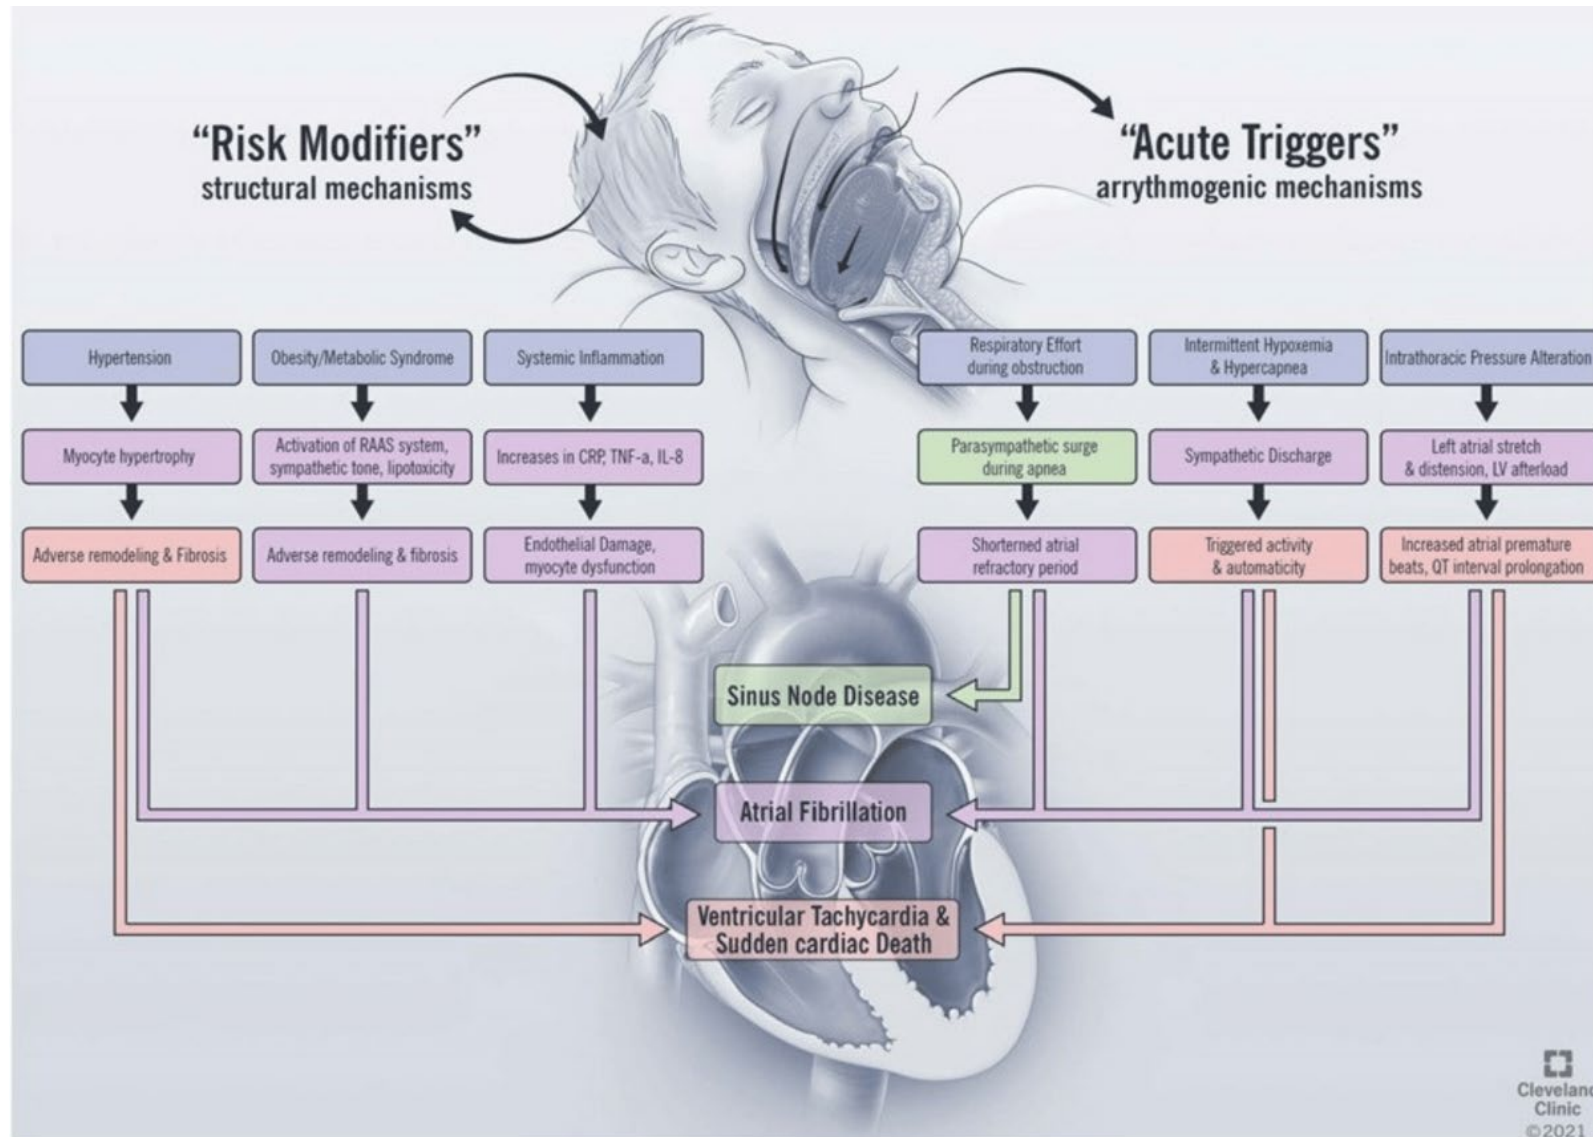 “Risk Modifiers”
structural mechanisms
“Acute Triggers”
arrythmogenic mechanisms
Hypertension
Obesity/Metabolic Syndrome
Systemic Inflammation
Respiratory Effort
during obstruction
Intermittent Hypoxemia
& Hypercapnea
Intrathoracic Pressure Alteration
Myocyte hypertrophy
Activation of RAAS system,
sympathetic tone, lipotoxicity
Increases in CRP, TNF-a, IL-8
Parasympathetic surge
during apnea
Sympathetic Discharge
Left atrial stretch
& distension, LV afterload
Adverse remodeling & Fibrosis
Adverse remodeling & fibrosis
Endothelial Damage,
myocyte dysfunction
Shorterned atrial
refractory period
Triggered activity
& automaticity
Increased atrial premature
beats, QT interval prolongation
Sinus Node Disease
Atrial Fibrillation
Ventricular Tachycardia &
Sudden cardiac Death
Cleveland
Clinic
©2021